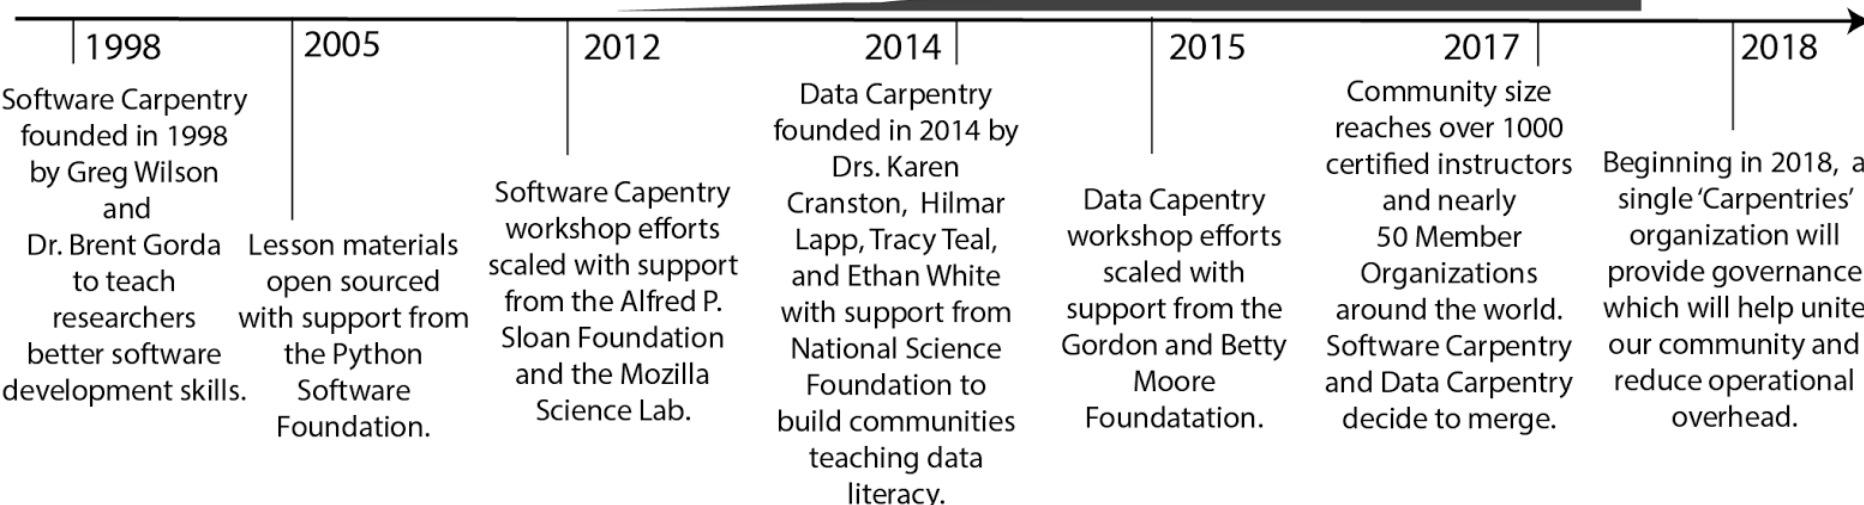 1998
Software Carpentry
founded in 1998
by Greg Wilson
and
Dr. Brent Gorda
to teach
researchers
better software
development skills.
2005
Lesson materials
open sourced
with support from
the Python
Software
Foundation.
2012
Software Capentry
workshop efforts
scaled with support
from the Alfred P.
Sloan Foundation
and the Mozilla
Science Lab.
2014
Data Carpentry
founded in 2014 by
Drs. Karen
Cranston, Hilmar
Lapp, Tracy Teal,
and Ethan White
with support from
National Science
Foundation to
build communities
teaching data
literacy.
2015
Data Capentry
workshop efforts
scaled with
support from the
Gordon and Betty
Moore
Foundatation.
2017
Community size
reaches over 1000
certified instructors
and nearly
50 Member
Organizations
around the world.
Software Carpentry
and Data Carpentry
decide to merge.
2018
Beginning in 2018, a
single ‘Carpentries’
organization will
provide governance
which will help unite
our community and
reduce operational
overhead.